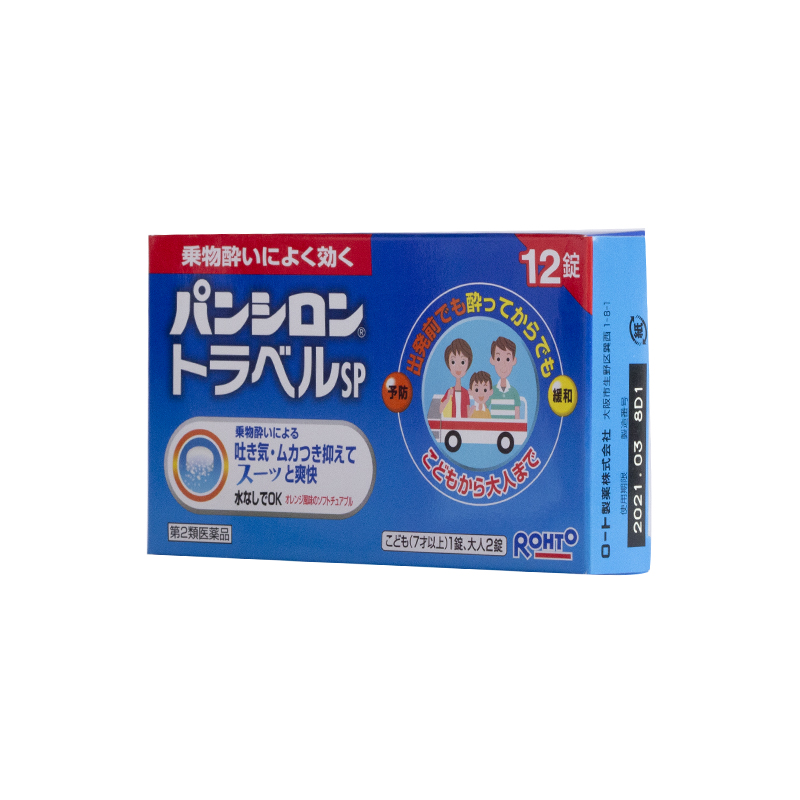 乗物酔いによく効く
12錠
パンシロン®
トラベルSP
出発前でも酔ってからでも
予防
緩和
こどもから大人まで
乗物酔いによる
吐き気・ムカつき抑えて
スーッと爽快
水なしでOK オレンジ風味のソフトチュアブル
第2類医薬品
こども(7才以上)1錠、大人2錠
ROHTO
紙
ロート製薬株式会社 大阪市生野区巽西1-8-1
使用期限 製造番号
2021.03 8D1